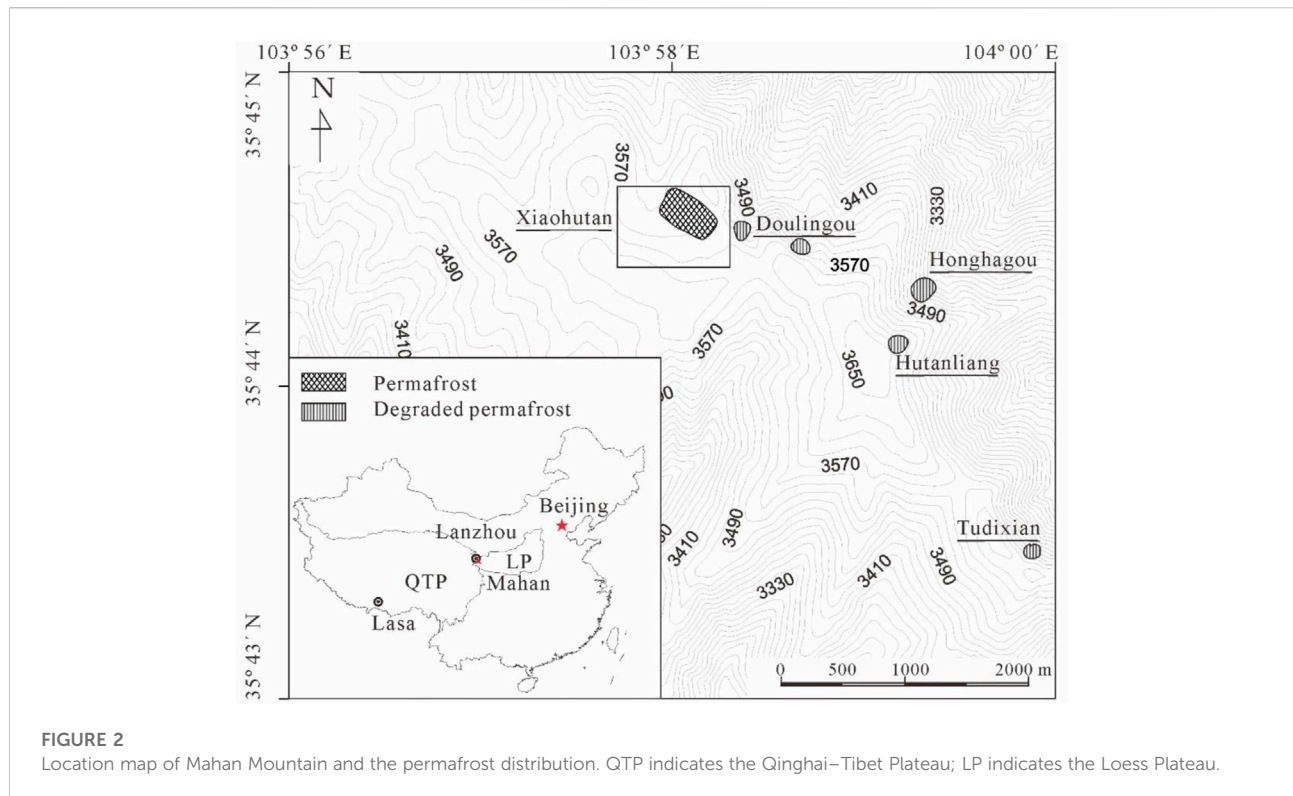 103° 56′ E
103° 58′ E
104° 00′ E
35° 45′ N
N
3570
3490
3410
3330
Xiaohutan
Doulingou
3570
3490
3570
Honghagou
3490
3410
3570
3650
Hutanliang
35° 44′ N
Permafrost
Degraded permafrost
3570
Beijing
Lanzhou
LP
QTP
Mahan
Lasa
3490
3410
3330
3410
3490
Tudixian
35° 43′ N
0 500 1000 2000 m
FIGURE 2
Location map of Mahan Mountain and the permafrost distribution. QTP indicates the Qinghai–Tibet Plateau; LP indicates the Loess Plateau.